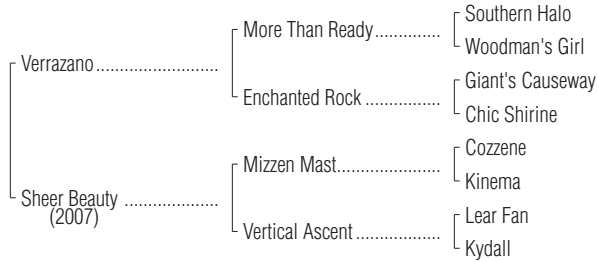 Southern Halo
More Than Ready..............
Woodman's Girl
Verrazano........................
Giant's Causeway
Enchanted Rock ................
Chic Shirine
Cozzene
Mizzen Mast......................
Kinema
Sheer Beauty ....................
(2007)
Lear Fan
Vertical Ascent ..................
Kydall